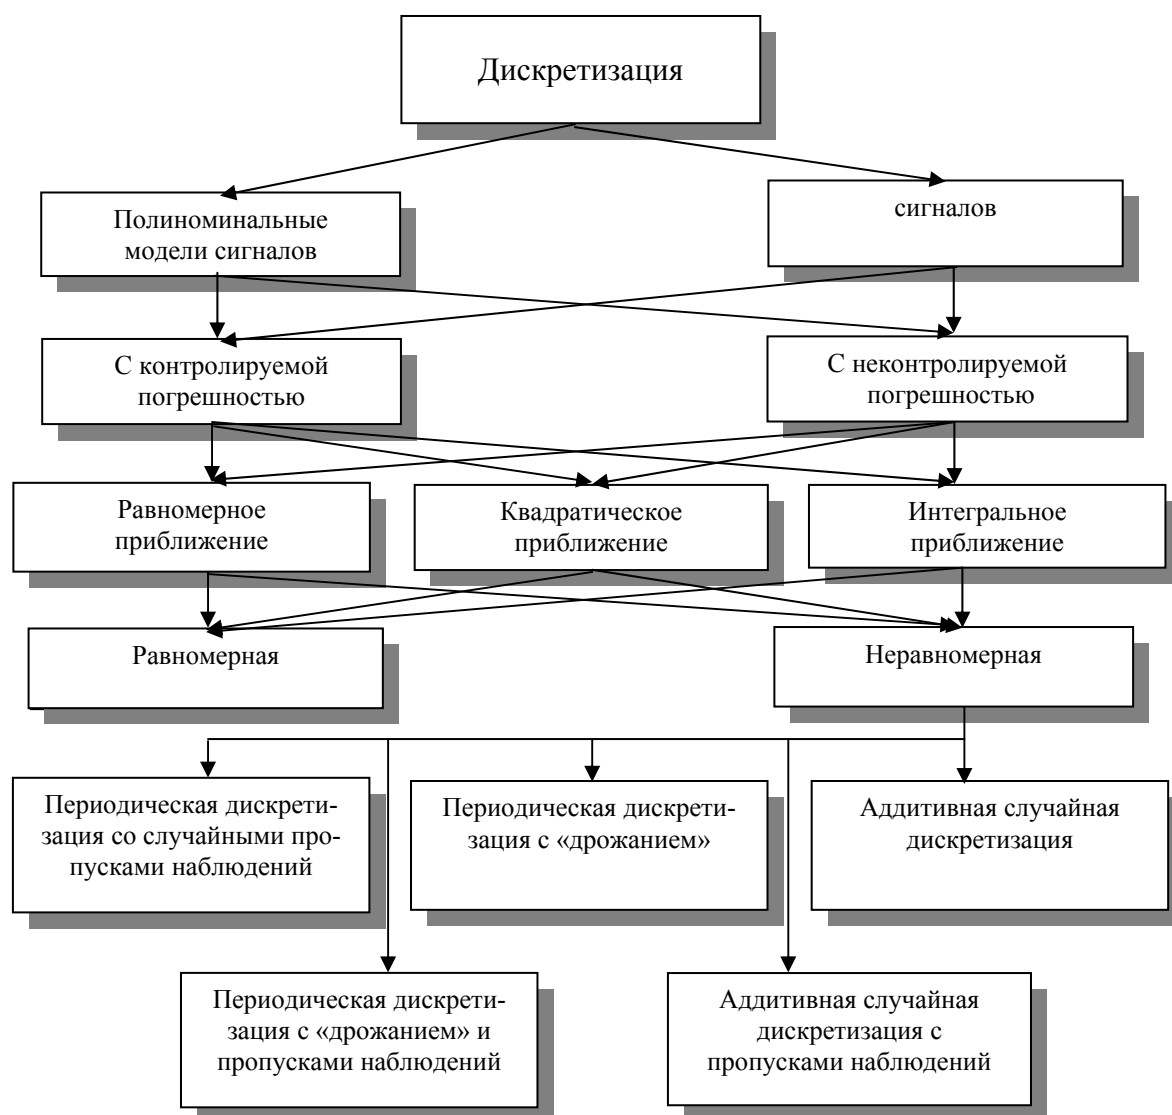 Дискретизация
Полиноминальные
модели сигналов
сигналов
С контролируемой
погрешностью
С неконтролируемой
погрешностью
Равномерное
приближение
Квадратическое
приближение
Интегральное
приближение
Равномерная
Неравномерная
Периодическая дискрети-
зация со случайными про-
пусками наблюдений
Периодическая дискрети-
зация с «дрожанием»
Аддитивная случайная
дискретизация
Периодическая дискрети-
зация с «дрожанием» и
пропусками наблюдений
Аддитивная случайная
дискретизация с
пропусками наблюдений